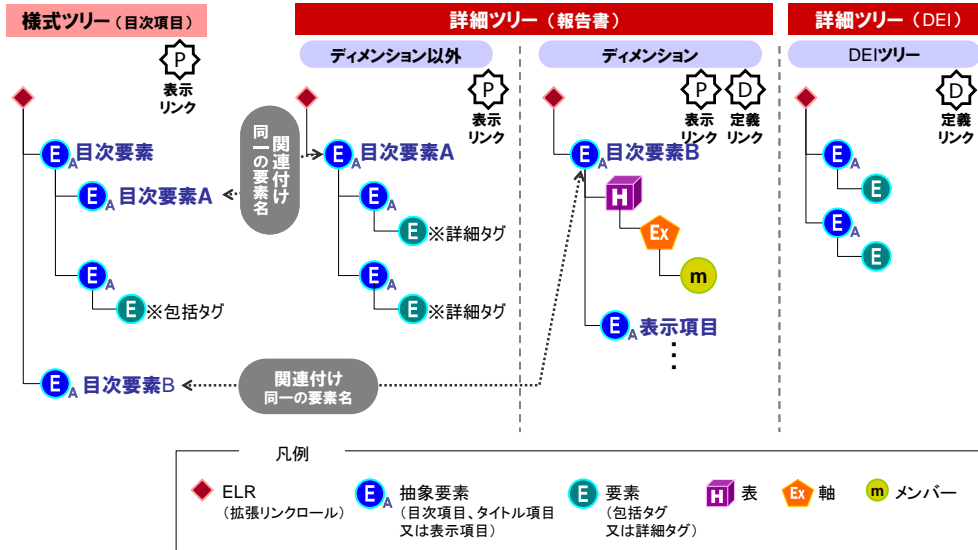 様式ツリー（目次項目）
詳細ツリー（報告書）
詳細ツリー（DEI）
ディメンション以外
ディメンション
DEIツリー
P
表示
リンク
P
表示
リンク
P
表示
リンク
D
定義
リンク
D
定義
リンク
E A 目次要素
E A 目次要素A
E A
E ※包括タグ
E A 目次要素B
関連付け
同一の要素名
E A 目次要素A
E A
E ※詳細タグ
E A
E ※詳細タグ
関連付け
同一の要素名
E A 目次要素B
H
Ex
m
E A 表示項目
E A
E
E A
E
凡例
ELR
（拡張リンクロール）
E A 抽象要素
（目次項目、タイトル項目
又は表示項目）
E 要素
（包括タグ
又は詳細タグ）
H 表
Ex 軸
m メンバー